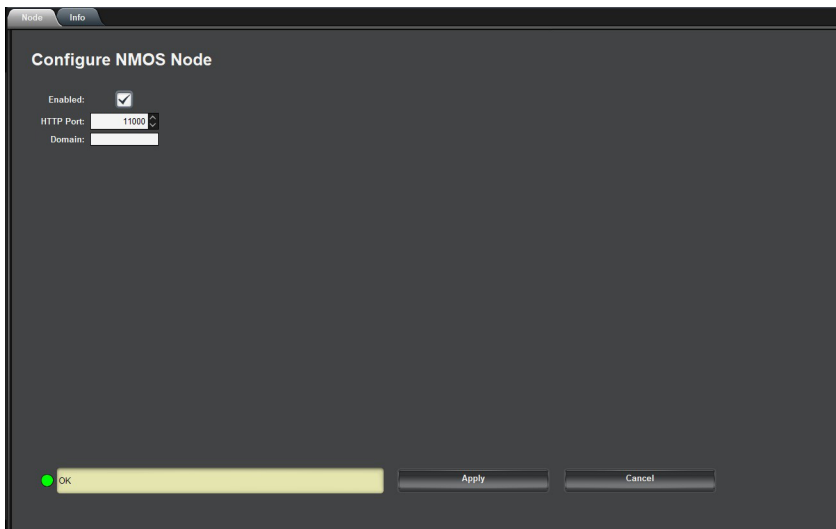 Node Info
Configure NMOS Node
Enabled:
HTTP Port: 11000
Domain:
OK Apply Cancel